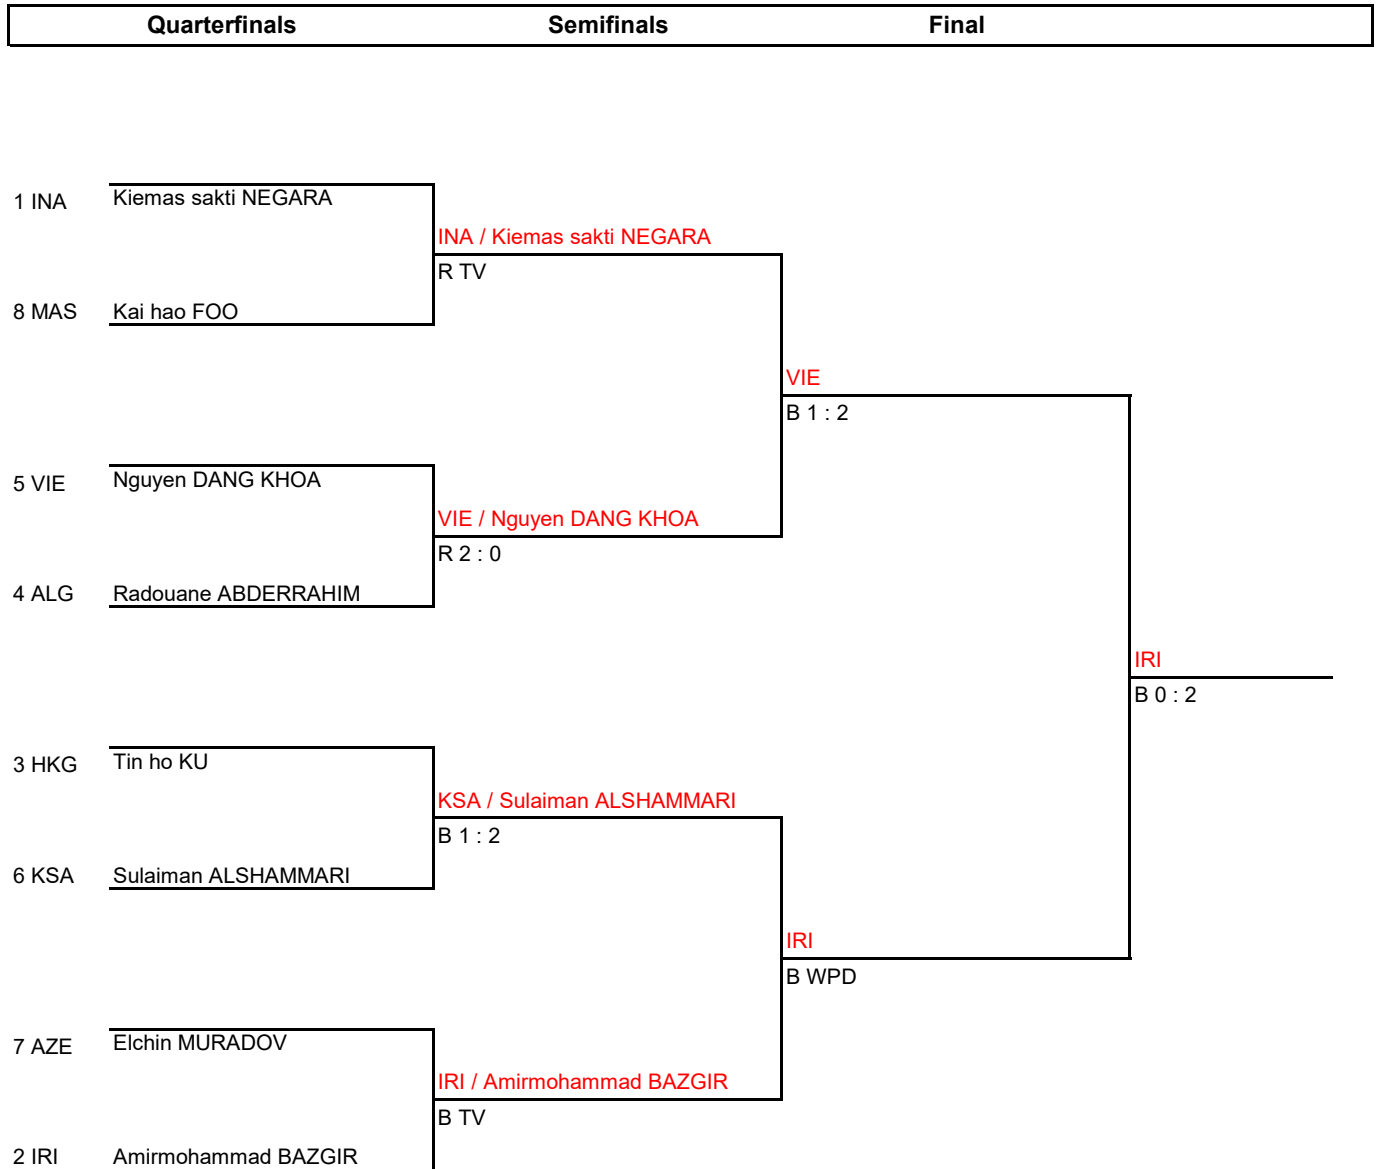 Quarterfinals Semifinals Final
1 INA Kiemas sakti NEGARA
INA / Kiemas sakti NEGARA
R TV
8 MAS Kai hao FOO
VIE
B 1 : 2
5 VIE Nguyen DANG KHOA
VIE / Nguyen DANG KHOA
R 2 : 0
4 ALG Radouane ABDERRAHIM
IRI
B 0 : 2
3 HKG Tin ho KU
KSA / Sulaiman ALSHAMMARI
B 1 : 2
6 KSA Sulaiman ALSHAMMARI
IRI
B WPD
7 AZE Elchin MURADOV
IRI / Amirmohammad BAZGIR
B TV
2 IRI Amirmohammad BAZGIR